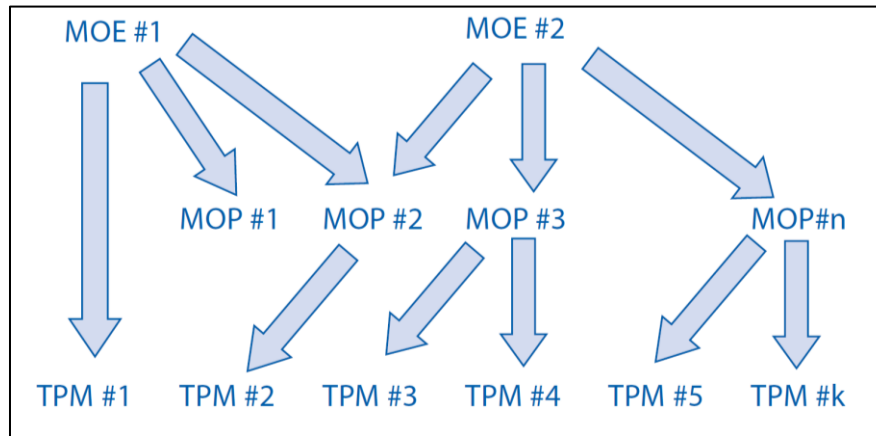 MOE #1 MOE #2
MOP #1 MOP #2 MOP #3 MOP#n
TPM #1 TPM #2 TPM #3 TPM #4 TPM #5 TPM #k